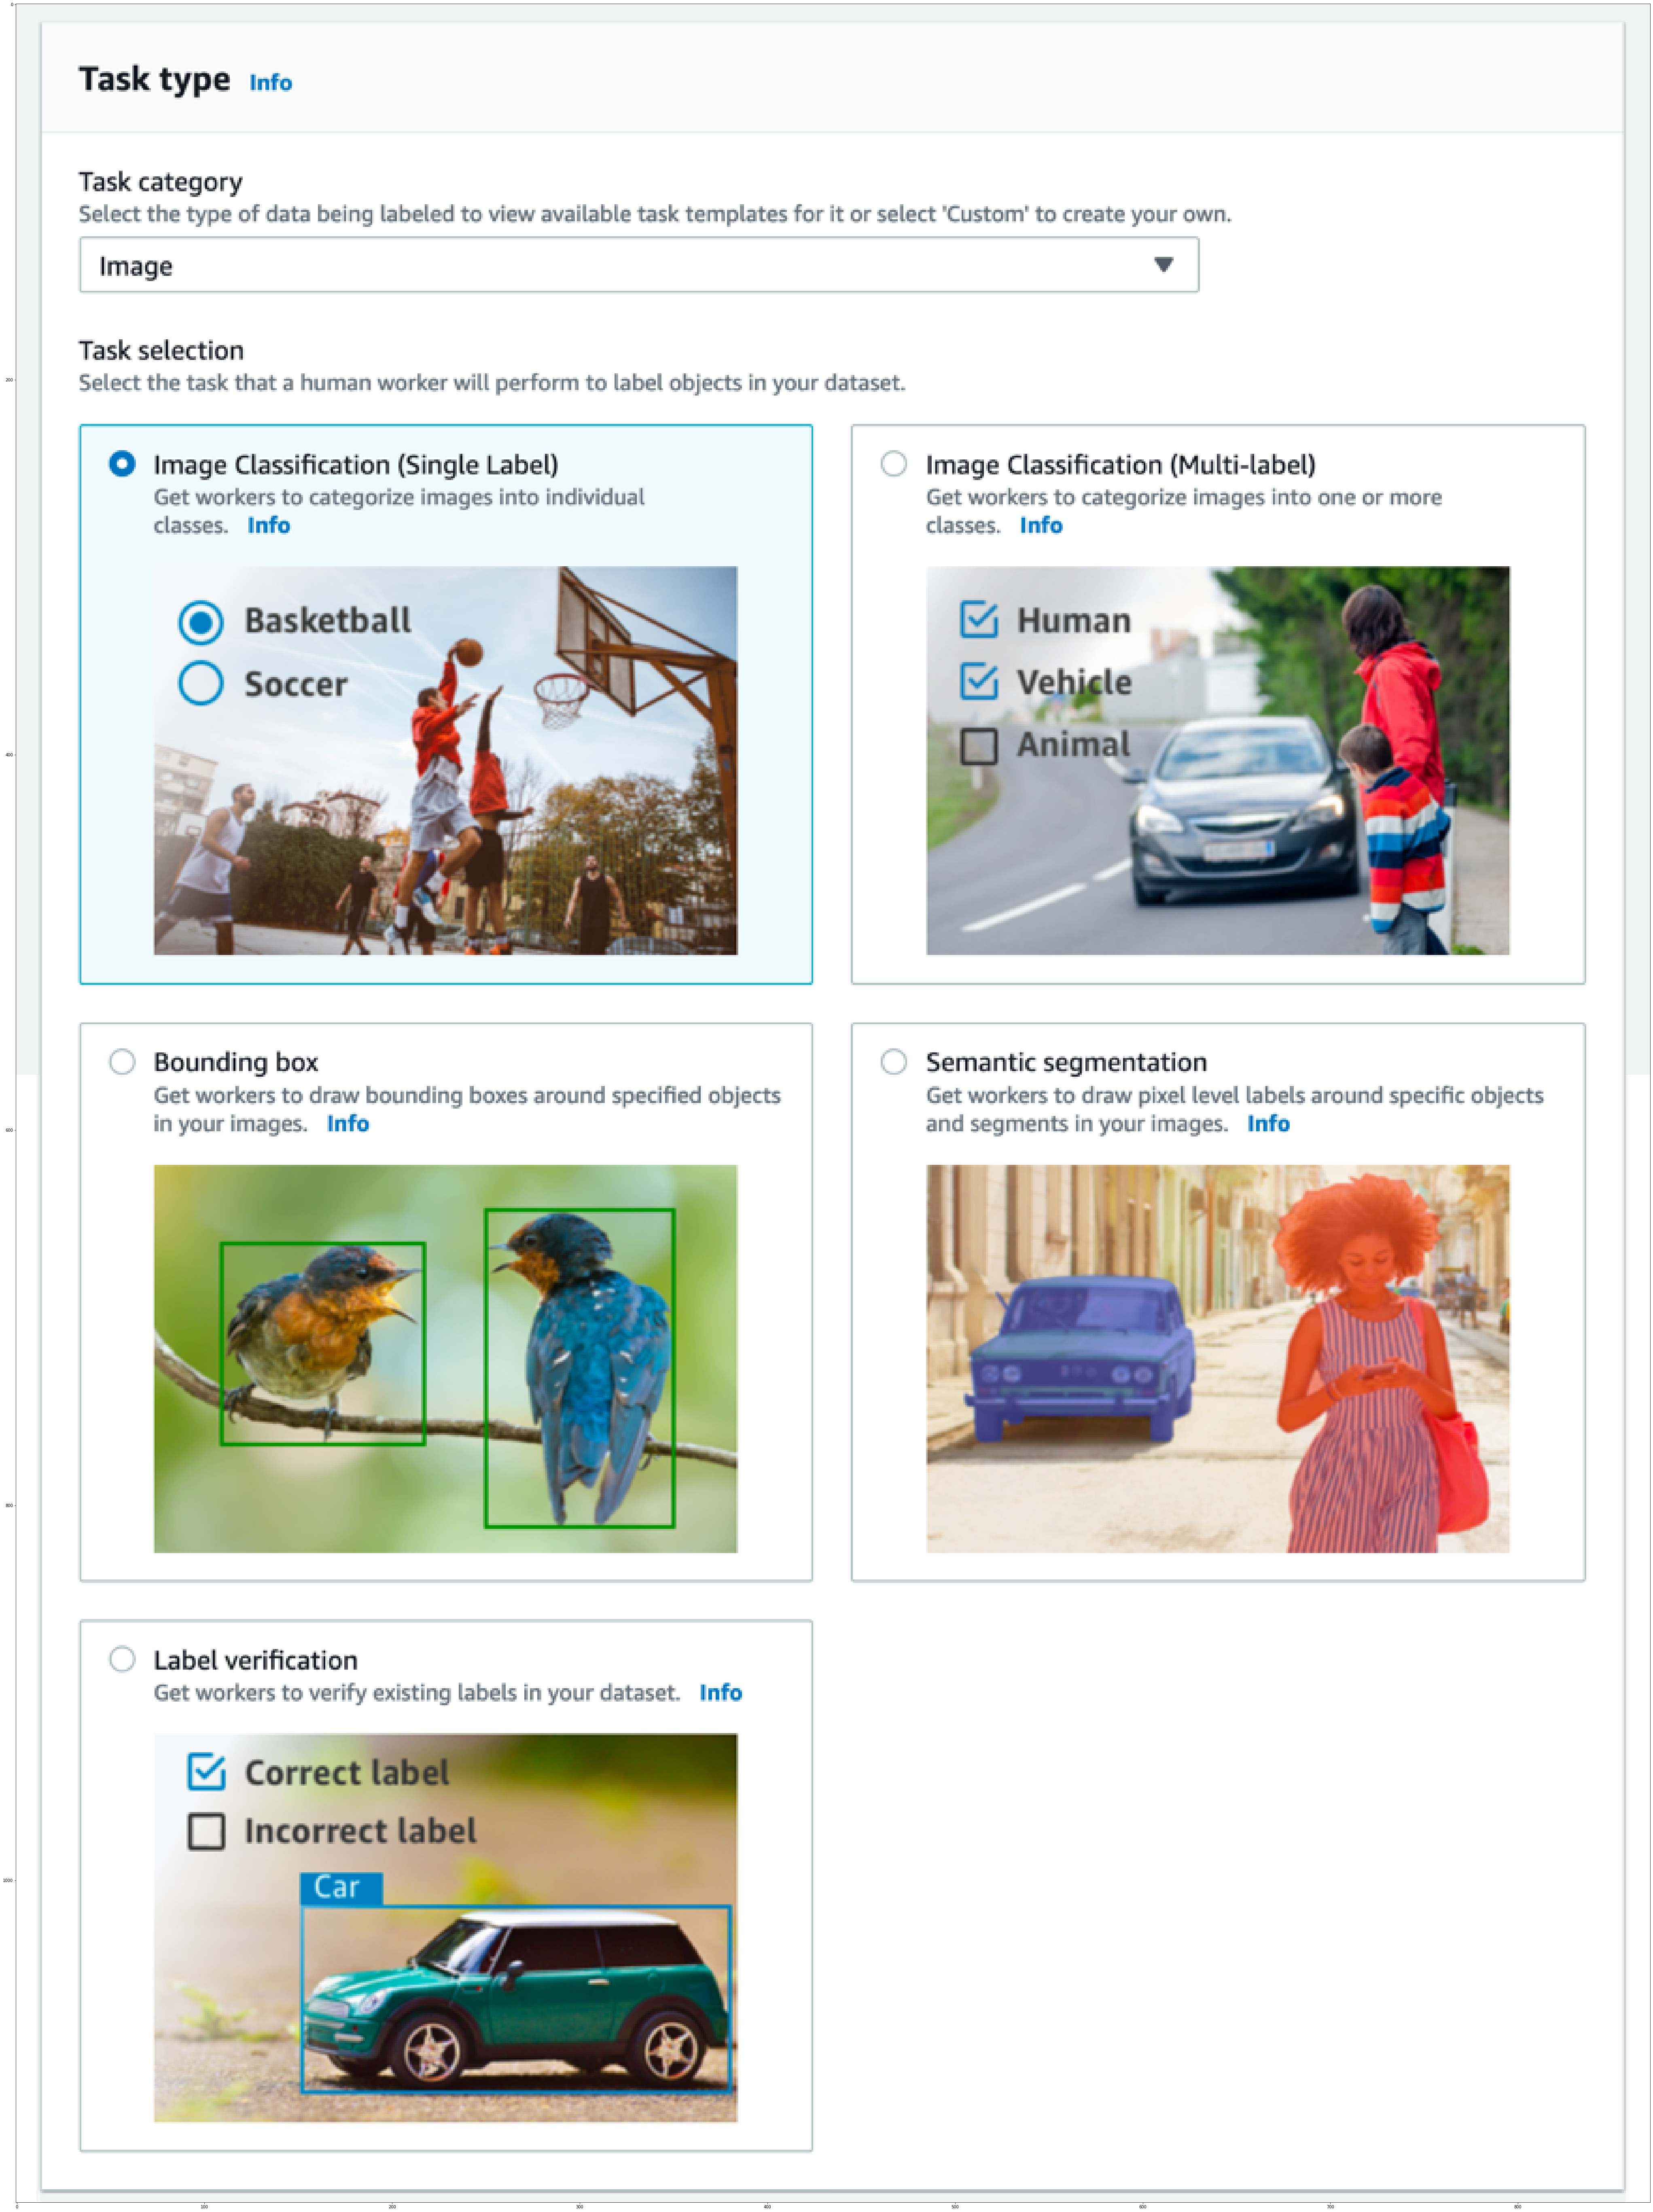 Task type Info
Task category
Select the type of data being labeled to view available task templates for it or select 'Custom' to create your own.
Image
Task selection
Select the task that a human worker will perform to label objects in your dataset.
Image Classification (Single Label)
Get workers to categorize images into individual
classes. Info
Basketball
Soccer
Image Classification (Multi-label)
Get workers to categorize images into one or more
classes. Info
Human
Vehicle
Animal
Bounding box
Get workers to draw bounding boxes around specified objects
in your images. Info
Semantic segmentation
Get workers to draw pixel level labels around specific objects
and segments in your images. Info
Label verification
Get workers to verify existing labels in your dataset. Info
Correct label
Incorrect label
Car